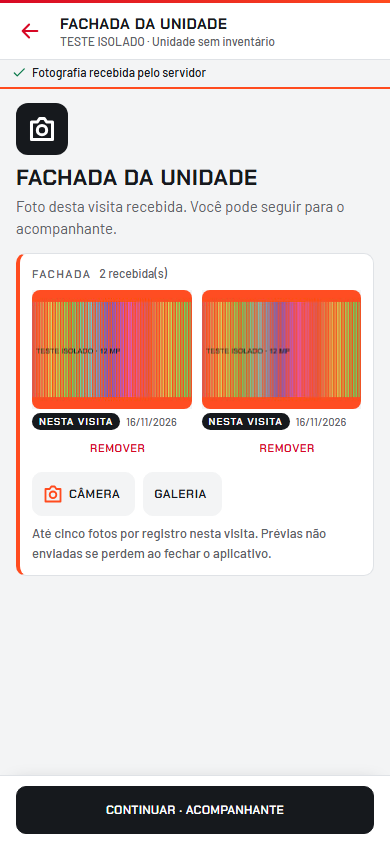 FACHADA DA UNIDADE
TESTE ISOLADO · Unidade sem inventário
Fotografia recebida pelo servidor
FACHADA DA UNIDADE
Foto desta visita recebida. Você pode seguir para o
acompanhante.
FACHADA 2 recebida(s)
TESTE ISOLADO - 12 MP
TESTE ISOLADO - 12 MP
NESTA VISITA 16/11/2026
NESTA VISITA 16/11/2026
REMOVER
REMOVER
CÂMERA
GALERIA
Até cinco fotos por registro nesta visita. Prévias não
enviadas se perdem ao fechar o aplicativo.
CONTINUAR · ACOMPANHANTE